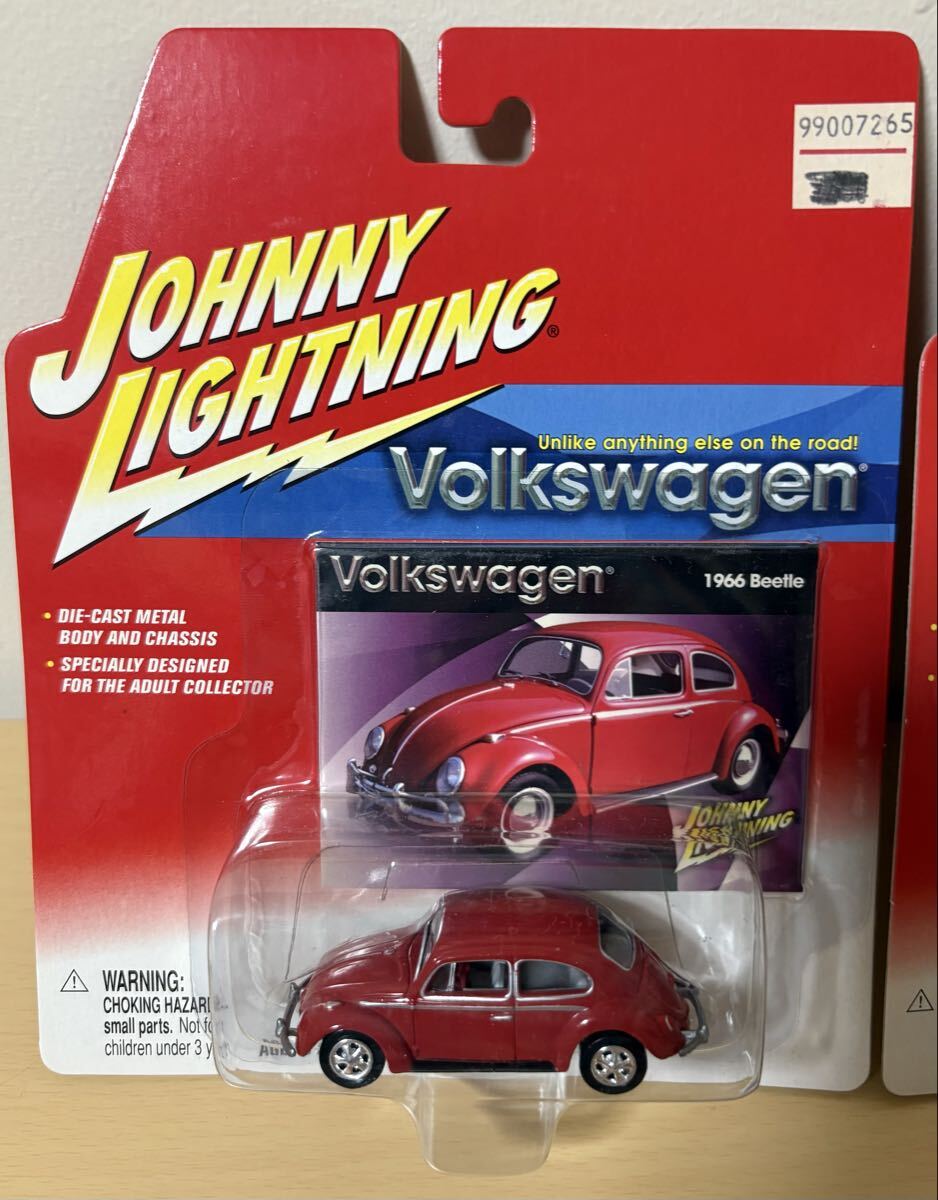 99007265
JOHNNY
LIGHTNING®
Unlike anything else on the road!
Volkswagen®
Volkswagen®
1966 Beetle
• DIE-CAST METAL
BODY AND CHASSIS
• SPECIALLY DESIGNED
FOR THE ADULT COLLECTOR
JOHNNY
LIGHTNING
WARNING:
CHOKING HAZARD--
small parts. Not
children under 3